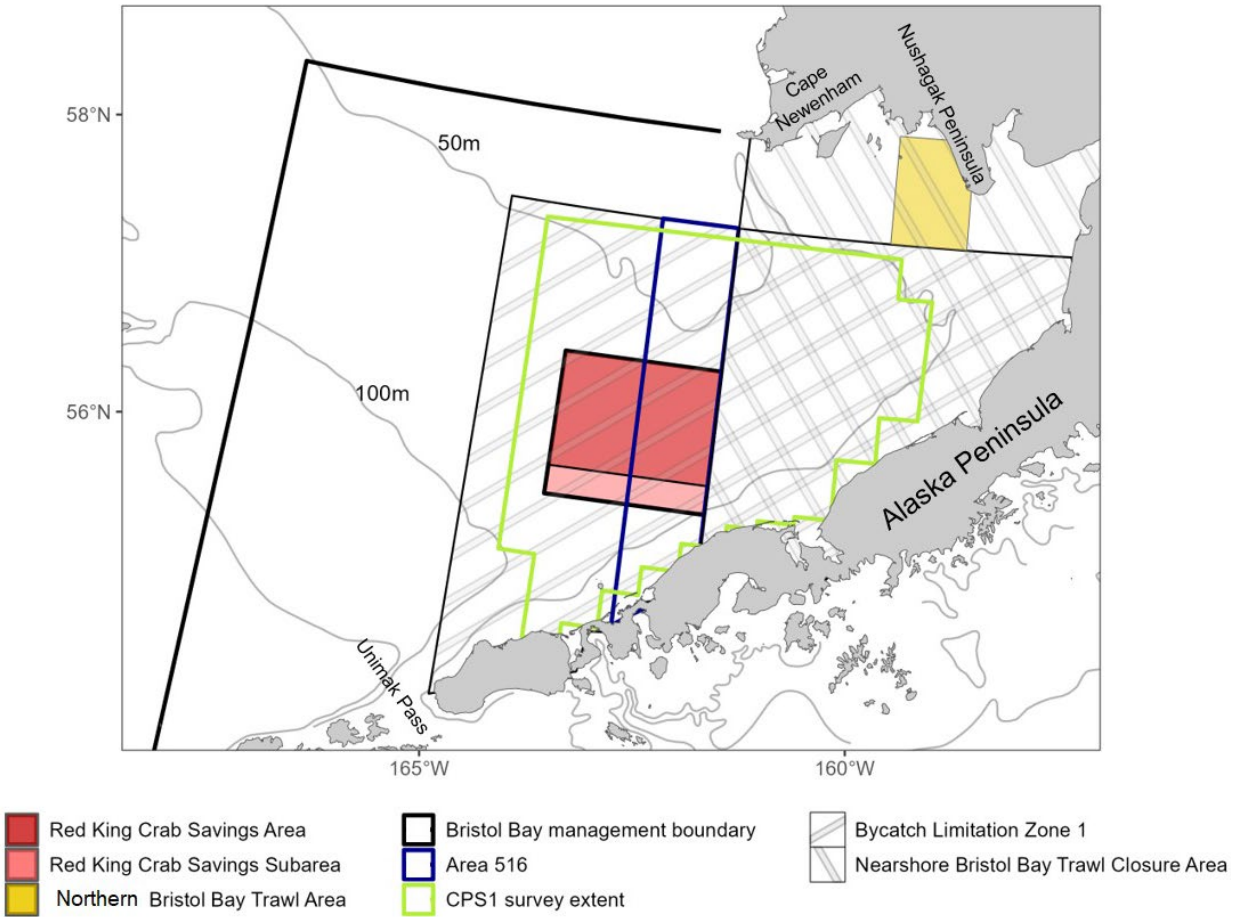 Cape
Newenham
Nushagak Peninsula
58°N
50m
100m
56°N
Alaska Peninsula
Unimak Pass
165°W
160°W
Red King Crab Savings Area
Bristol Bay management boundary
Bycatch Limitation Zone 1
Red King Crab Savings Subarea
Area 516
Nearshore Bristol Bay Trawl Closure Area
Northern Bristol Bay Trawl Area
CPS1 survey extent